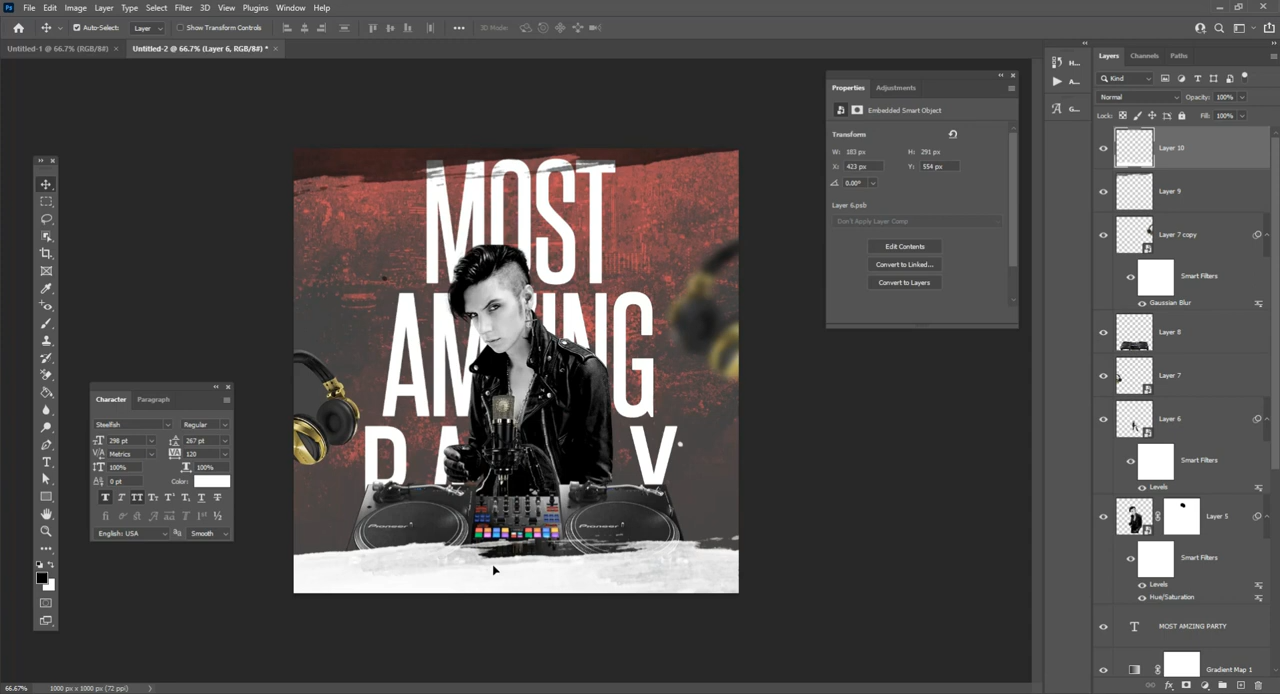 Ps File Edit Image Layer Type Select Filter 3D View Plugins Window Help
Auto-Select: Layer Show Transform Controls 3D Mode:
Untitled-1 @ 66.7% (RGB/8#) × Untitled-2 @ 66.7% (Layer 6, RGB/8#) * ×
MOST
AMZING
PA Y
Pioneer Pioneer
Character Paragraph
Steelfish Regular
298 pt 267 pt
Metrics 120
100% 100%
0 pt Color:
English: USA Smooth
Properties Adjustments
Embedded Smart Object
Transform
W: 183 px H: 291 px
X: 423 px Y: 554 px
0.00°
Layer 6.psb
Don't Apply Layer Comp
Edit Contents
Convert to Linked...
Convert to Layers
H...
A...
G...
Layers Channels Paths
Kind
Normal Opacity: 100%
Lock: Fill: 100%
Layer 10
Layer 9
Layer 7 copy
Smart Filters
Gaussian Blur
Layer 8
Layer 7
Layer 6
Smart Filters
Levels
Layer 5
Smart Filters
Levels
Hue/Saturation
T MOST AMZING PARTY
Gradient Map 1
66.67% 1000 px x 1000 px (72 ppi)